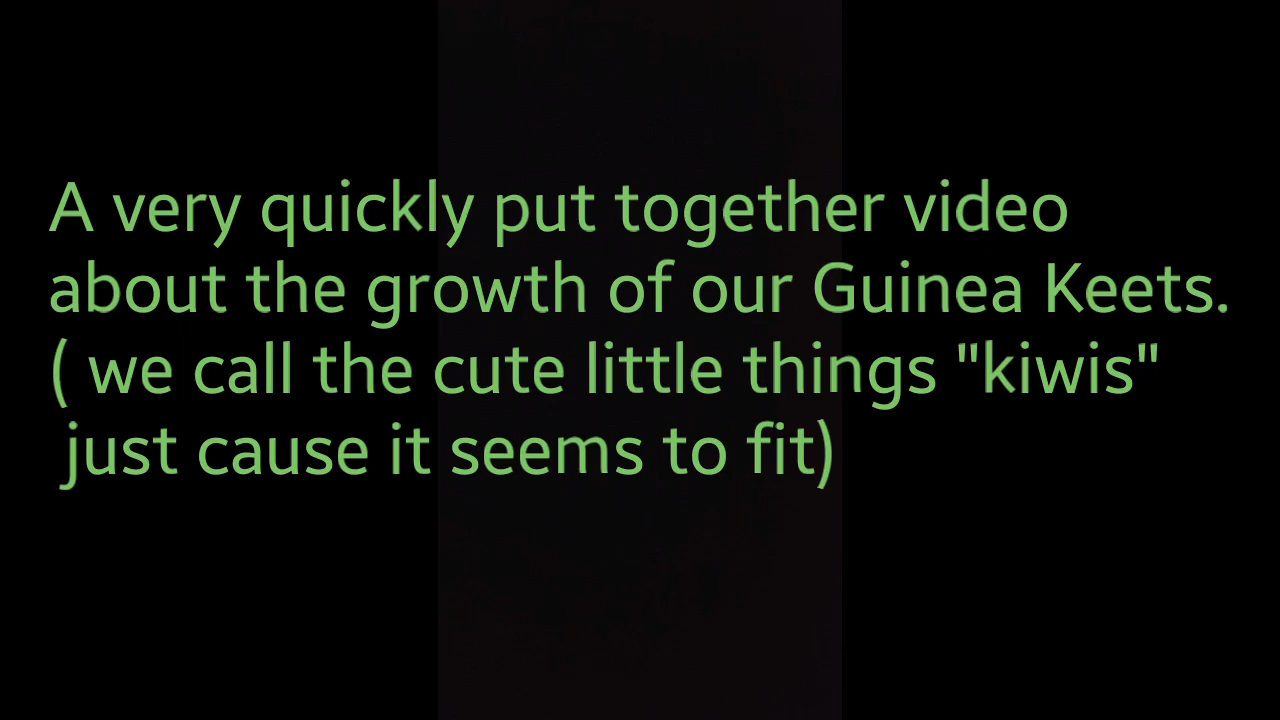 A very quickly put together video
about the growth of our Guinea Keets.
( we call the cute little things "kiwis"
just cause it seems to fit)